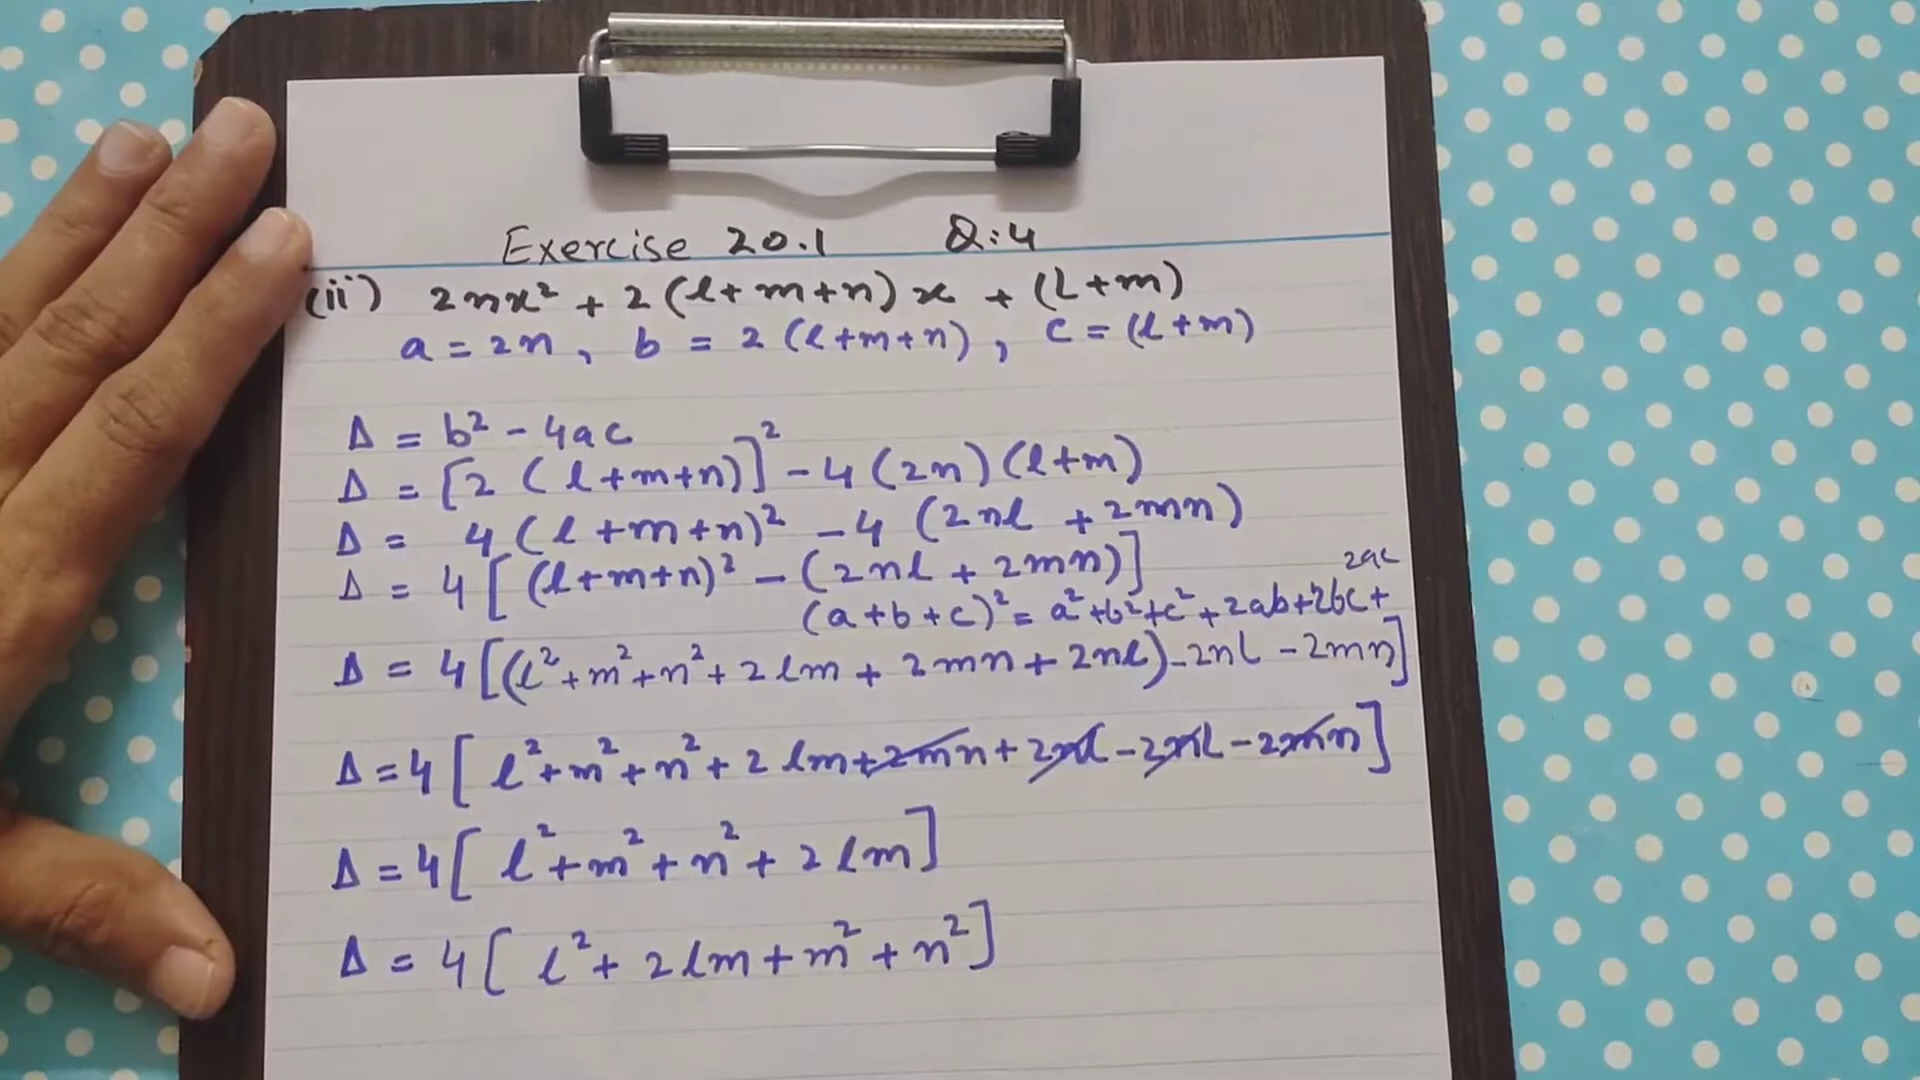 Exercise 20.1 Q:4
(ii) 2nx² + 2(l+m+n)x + (l+m)
a = 2n, b = 2(l+m+n), c = (l+m)
Δ = b² - 4ac
Δ = [2(l+m+n)]² - 4(2n)(l+m)
Δ = 4(l+m+n)² - 4(2nl + 2mn)
Δ = 4[(l+m+n)² - (2nl + 2mn)]
(a+b+c)² = a²+b²+c²+2ab+2bc+2ac
Δ = 4[(l²+m²+n²+2lm+2mn+2nl)-2nl-2mn]
Δ = 4[l²+m²+n²+2lm+2mn+2nl-2nl-2mn]
Δ = 4[l²+m²+n²+2lm]
Δ = 4[l²+2lm+m²+n²]